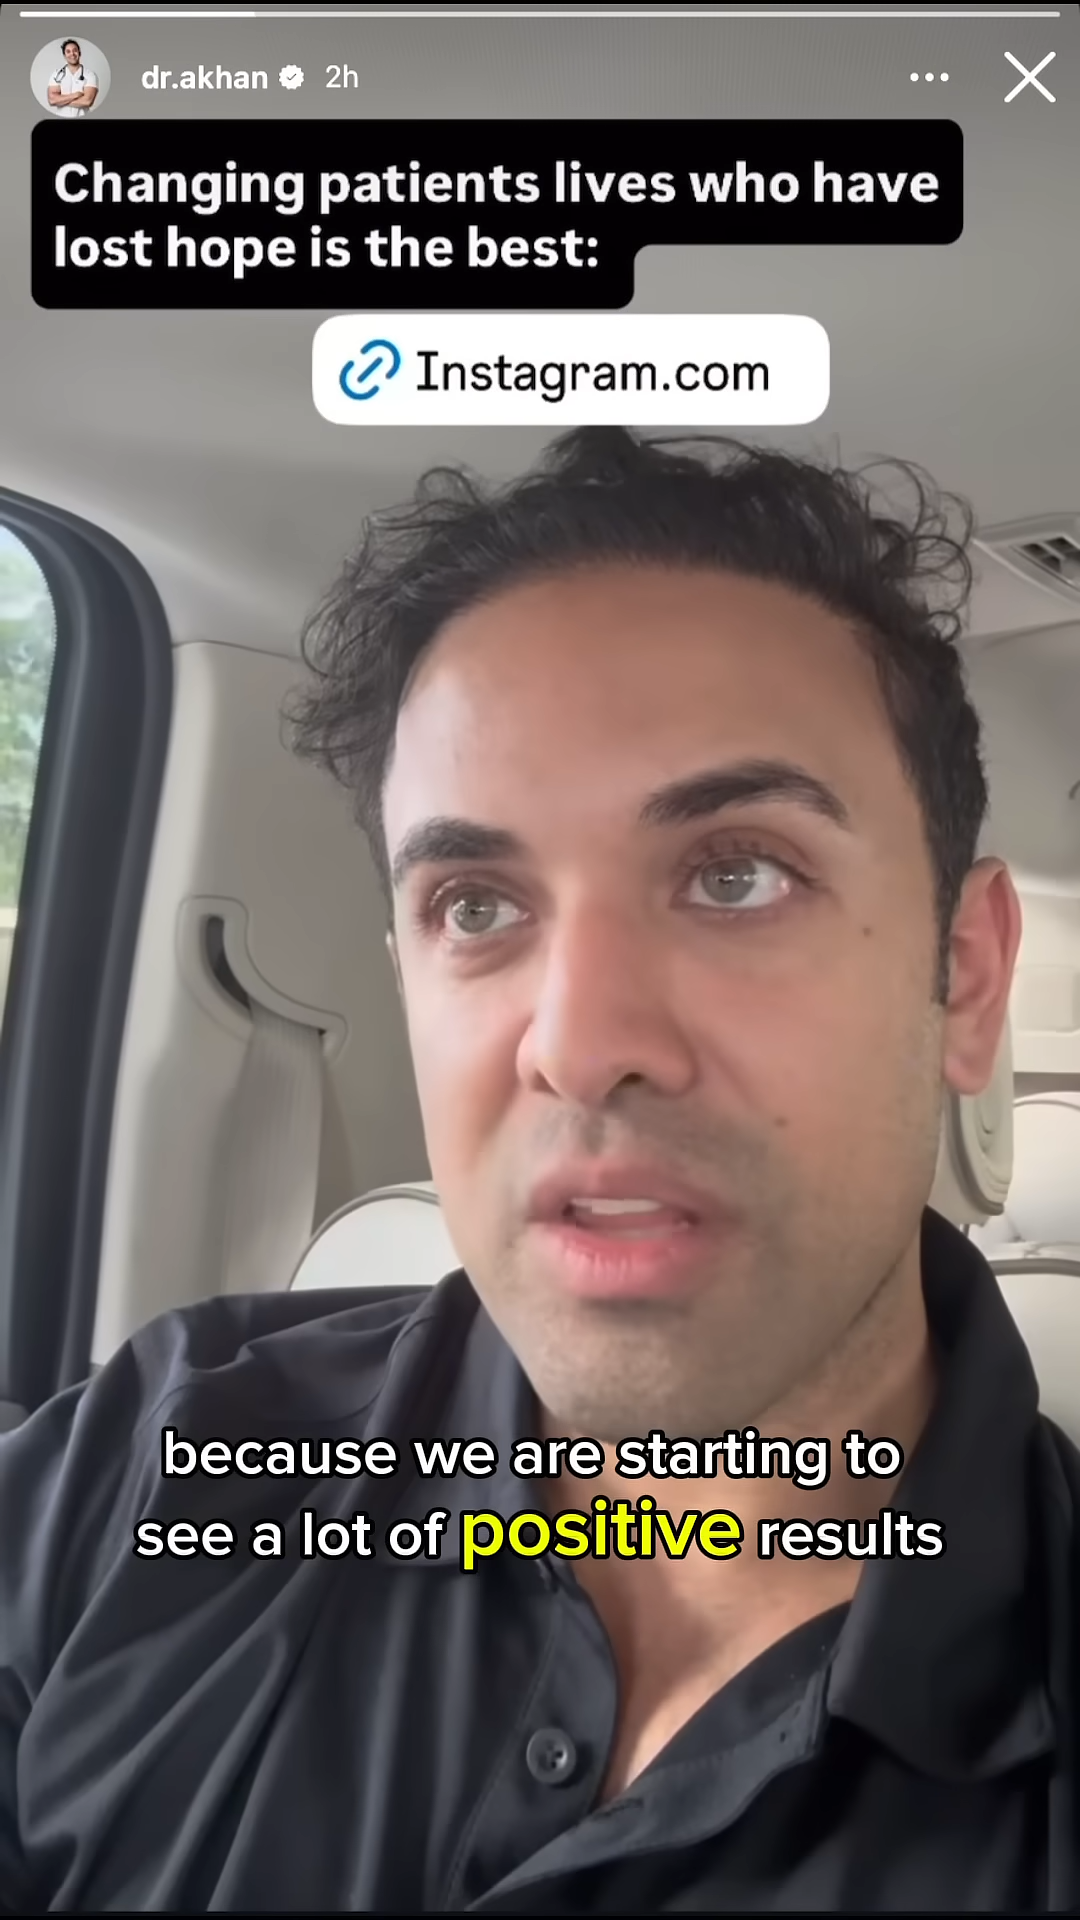 dr.akhan 2h
Changing patients lives who have
lost hope is the best:
Instagram.com
because we are starting to
see a lot of positive results